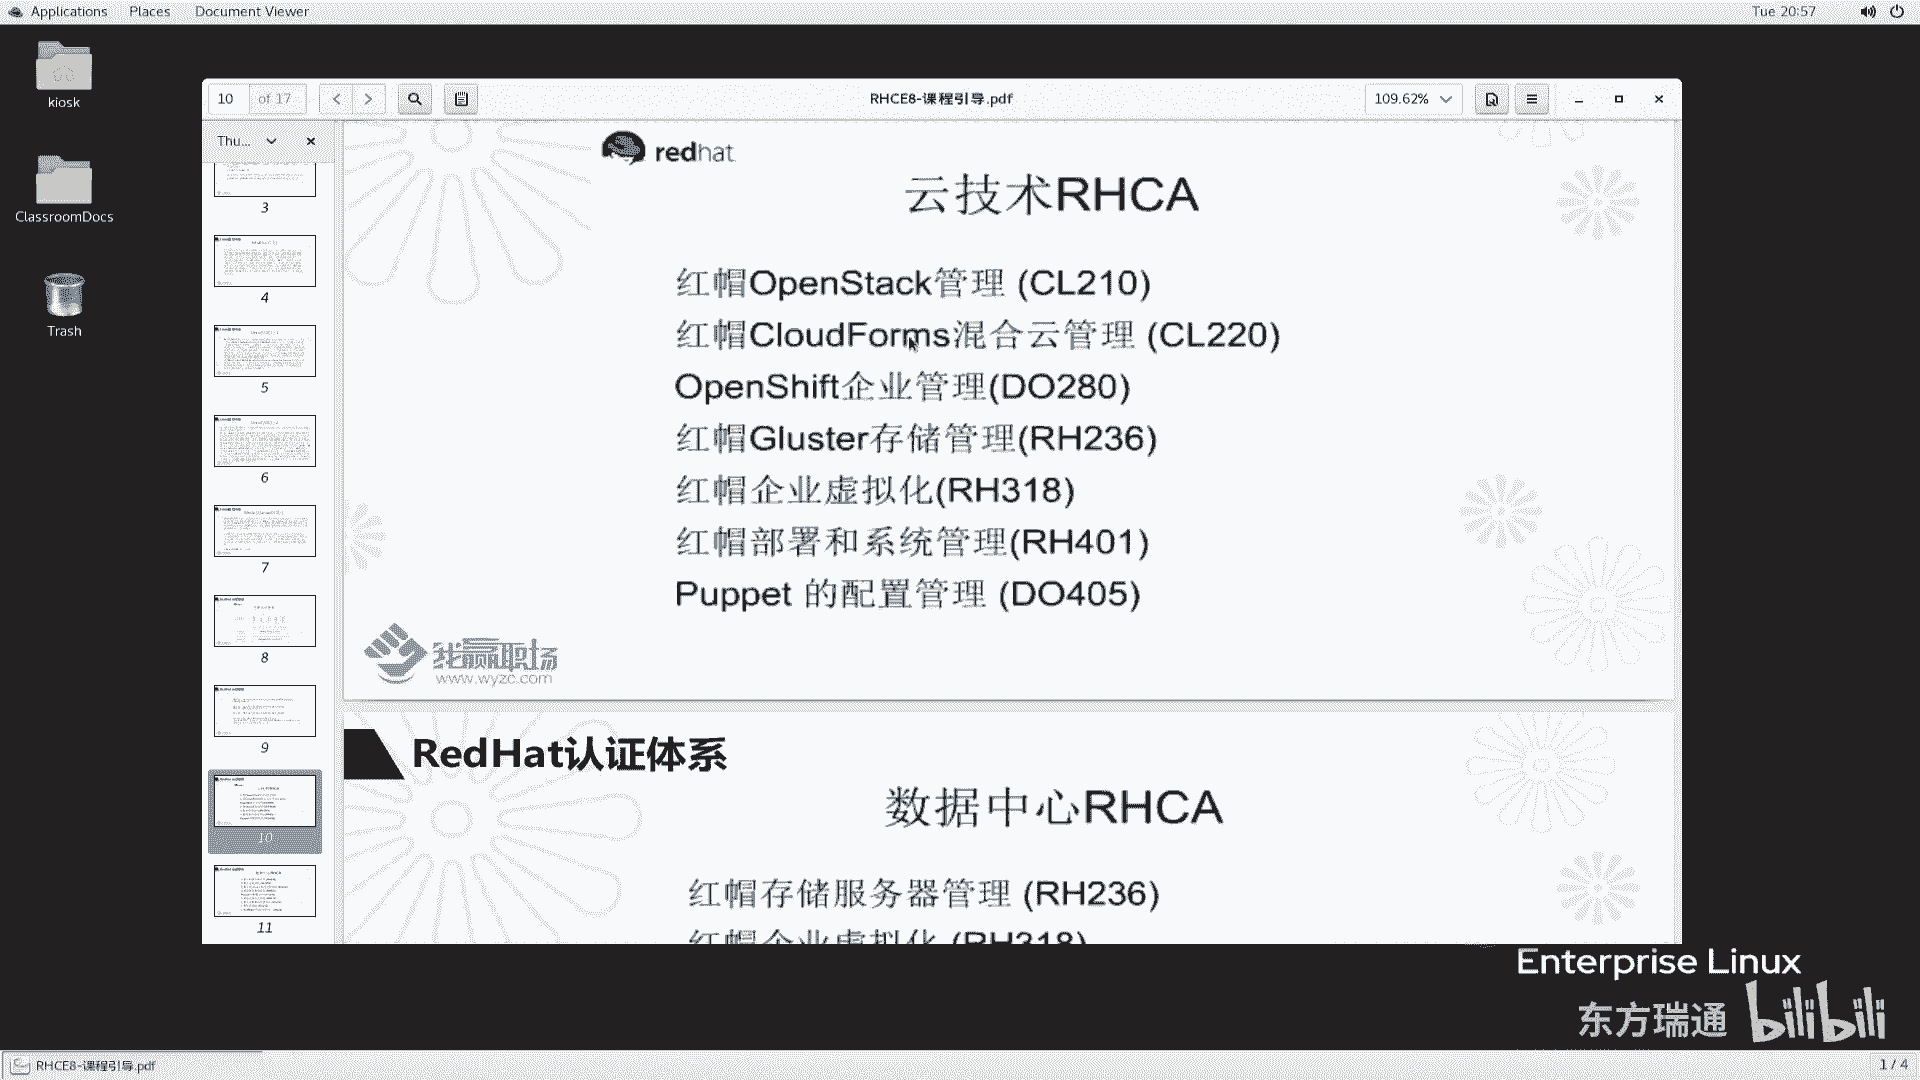 Applications Places Document Viewer
Tue 20:57
kiosk
ClassroomDocs
Trash
10 of 17
RHCE8-课程引导.pdf
109.62%
Thu...
3
4
5
6
7
8
9
10
11
redhat
云技术RHCA
红帽OpenStack管理 (CL210)
红帽CloudForms混合云管理 (CL220)
OpenShift企业管理(DO280)
红帽Gluster存储管理(RH236)
红帽企业虚拟化(RH318)
红帽部署和系统管理(RH401)
Puppet 的配置管理 (DO405)
我赢职场
www.wyzc.com
RedHat认证体系
数据中心RHCA
红帽存储服务器管理 (RH236)
红帽企业虚拟化 (RH318)
Enterprise Linux
东方瑞通 bilibili
RHCE8-课程引导.pdf
1 / 4